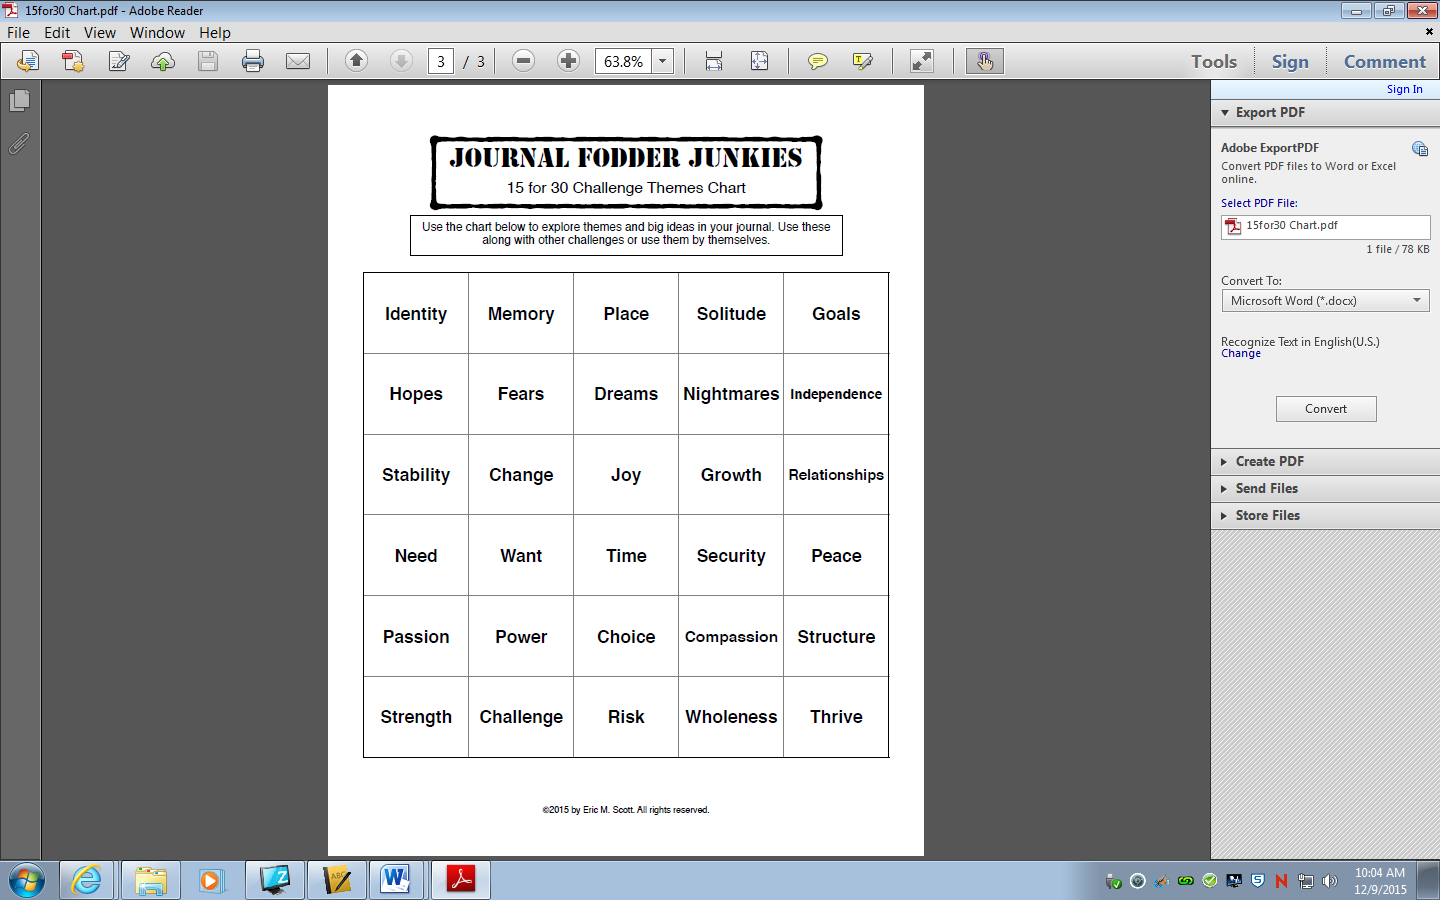 15for30 Chart.pdf - Adobe Reader
File Edit View Window Help
3 / 3 63.8% Tools Sign Comment
Sign In
Export PDF
Adobe ExportPDF
Convert PDF files to Word or Excel
online.
Select PDF File:
15for30 Chart.pdf
1 file / 78 KB
Convert To:
Microsoft Word (*.docx)
Recognize Text in English(U.S.)
Change
Convert
Create PDF
Send Files
Store Files
JOURNAL FODDER JUNKIES
15 for 30 Challenge Themes Chart
Use the chart below to explore themes and big ideas in your journal. Use these
along with other challenges or use them by themselves.
Identity Memory Place Solitude Goals
Hopes Fears Dreams Nightmares Independence
Stability Change Joy Growth Relationships
Need Want Time Security Peace
Passion Power Choice Compassion Structure
Strength Challenge Risk Wholeness Thrive
©2015 by Eric M. Scott. All rights reserved.
ABC
10:04 AM
12/9/2015